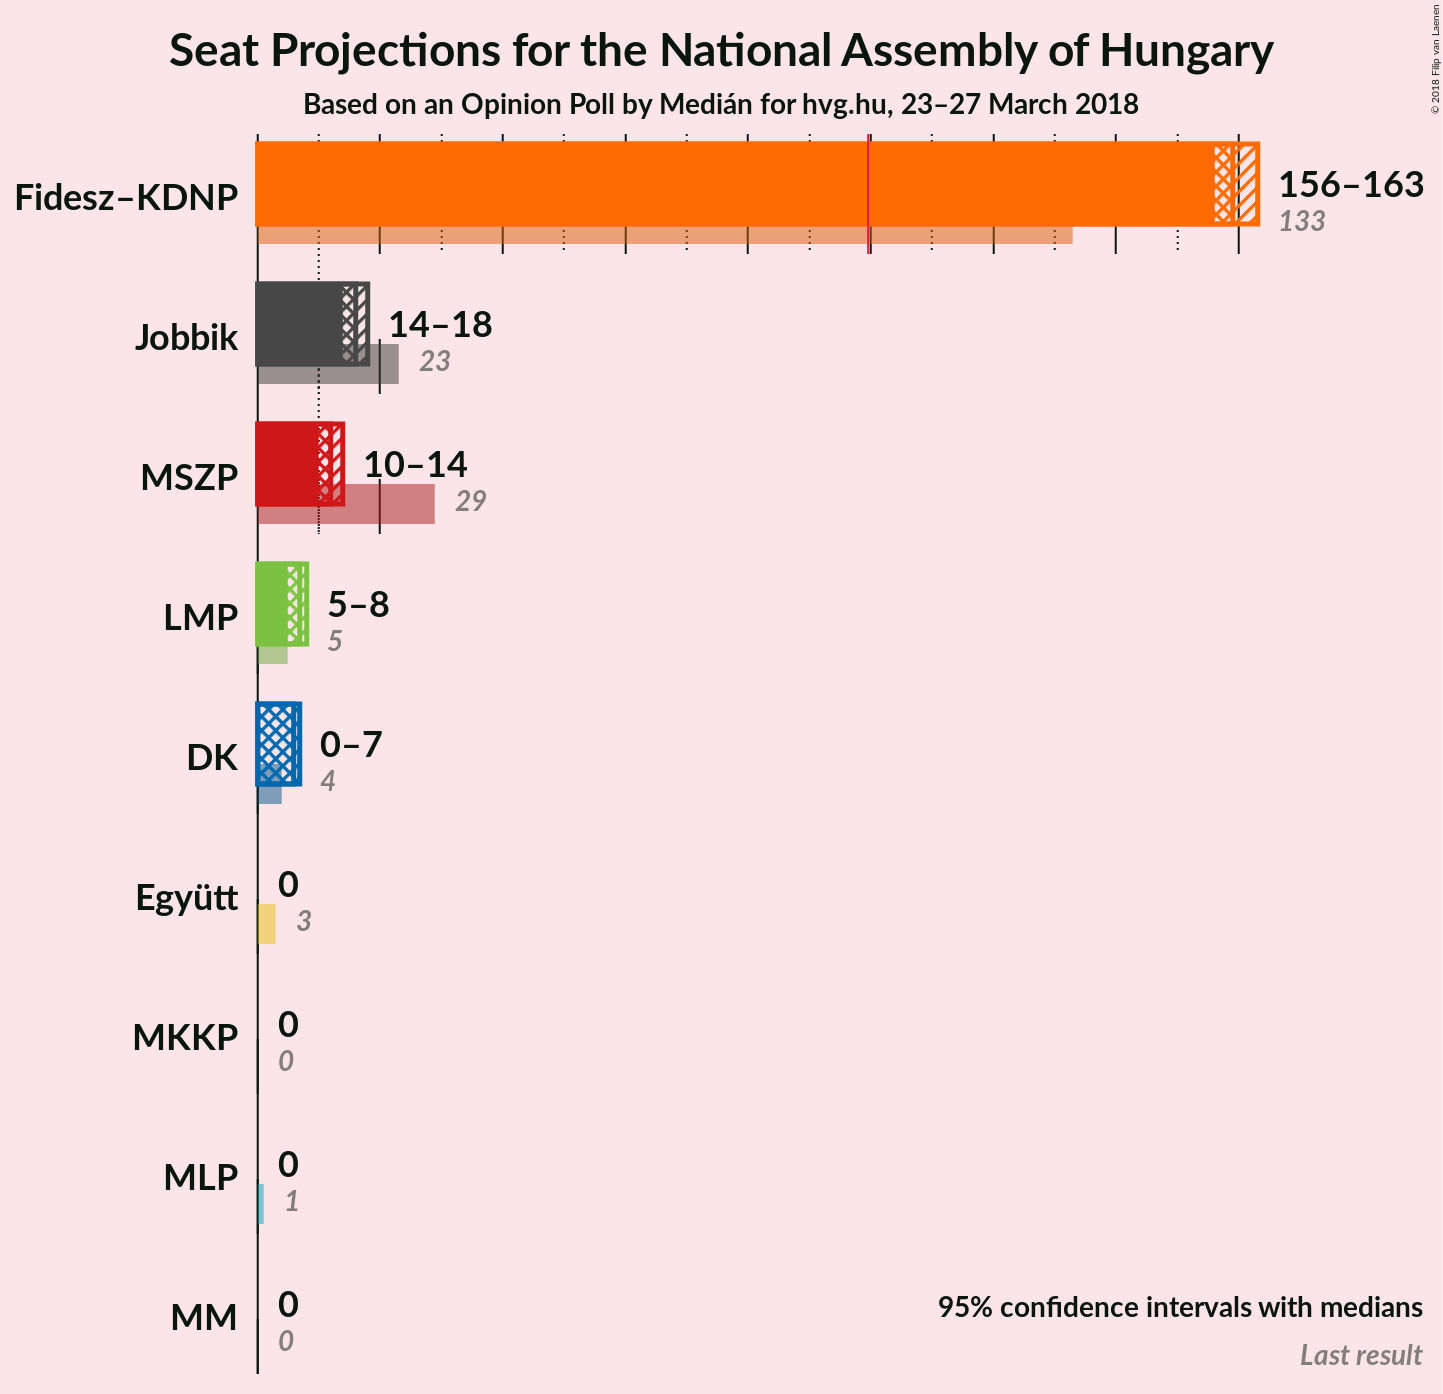 Seat Projections for the National Assembly of Hungary
Based on an Opinion Poll by Medián for hvg.hu, 23–27 March 2018
© 2018 Filip van Laenen
Fidesz–KDNP
156–163
133
Jobbik
14–18
23
MSZP
10–14
29
LMP
5–8
5
DK
0–7
4
Együtt
0
3
MKKP
0
0
MLP
0
1
MM
0
0
95% confidence intervals with medians
Last result